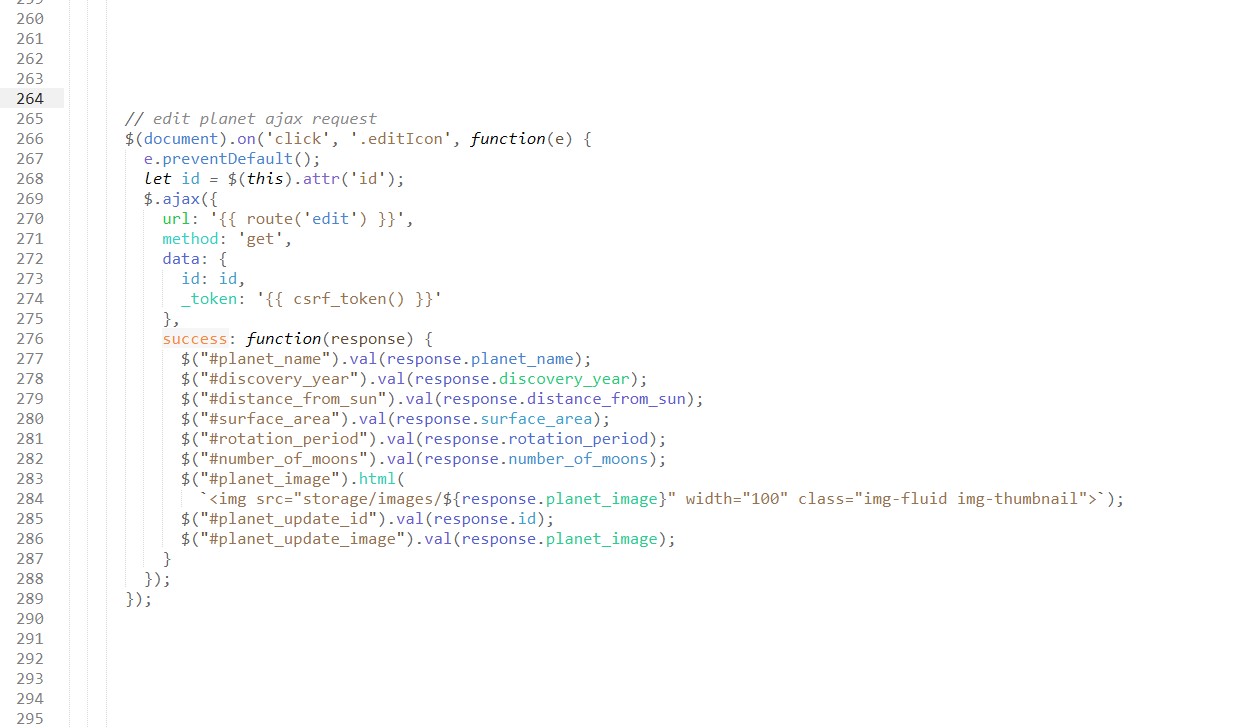 259
260
261
262
263
264
265 // edit planet ajax request
266 $(document).on('click', '.editIcon', function(e) {
267 e.preventDefault();
268 let id = $(this).attr('id');
269 $.ajax({
270 url: '{{ route('edit') }}',
271 method: 'get',
272 data: {
273 id: id,
274 _token: '{{ csrf_token() }}'
275 },
276 success: function(response) {
277 $("#planet_name").val(response.planet_name);
278 $("#discovery_year").val(response.discovery_year);
279 $("#distance_from_sun").val(response.distance_from_sun);
280 $("#surface_area").val(response.surface_area);
281 $("#rotation_period").val(response.rotation_period);
282 $("#number_of_moons").val(response.number_of_moons);
283 $("#planet_image").html(
284 `<img src="storage/images/${response.planet_image}" width="100" class="img-fluid img-thumbnail">`);
285 $("#planet_update_id").val(response.id);
286 $("#planet_update_image").val(response.planet_image);
287 }
288 });
289 });
290
291
292
293
294
295